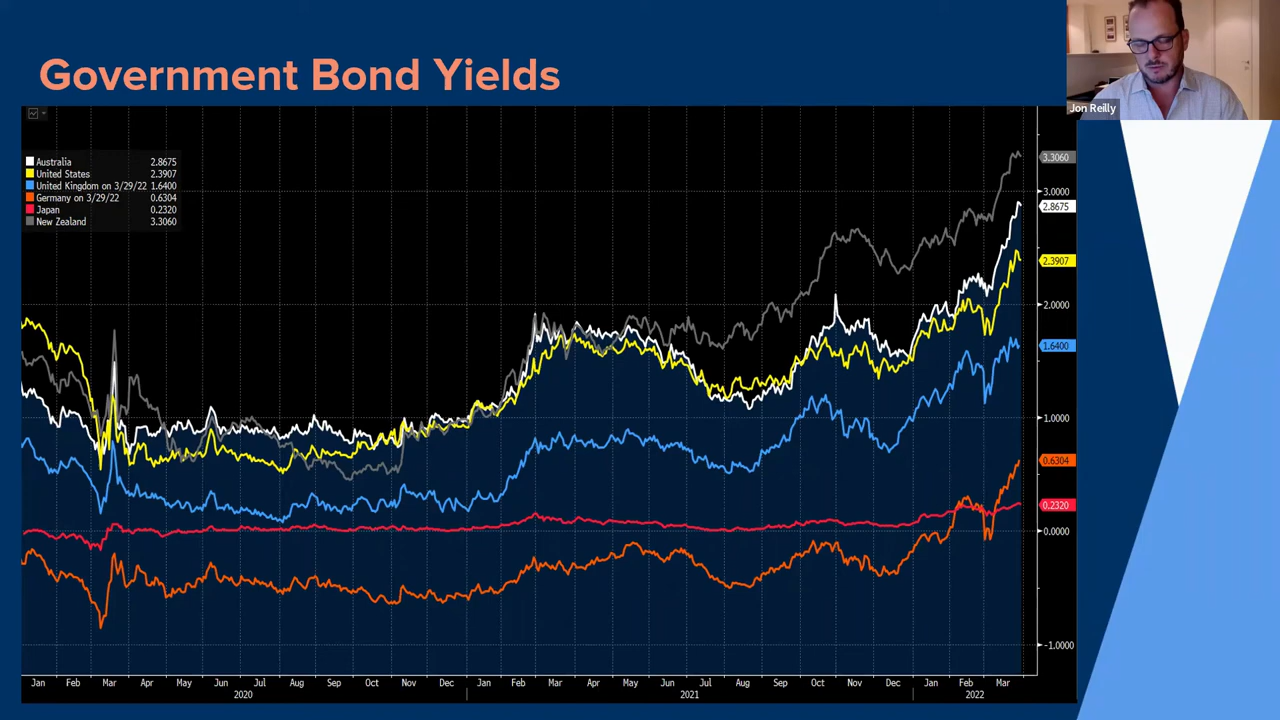 Government Bond Yields
Jon Reilly
Australia 2.8675
United States 2.3907
United Kingdom on 3/29/22 1.6400
Germany on 3/29/22 0.6304
Japan 0.2320
New Zealand 3.3060
3.3060
3.0000
2.8675
2.3907
2.0000
1.6400
1.0000
0.6304
0.2320
0.0000
-1.0000
Jan Feb Mar Apr May Jun Jul Aug Sep Oct Nov Dec Jan Feb Mar Apr May Jun Jul Aug Sep Oct Nov Dec Jan Feb Mar
2020 2021 2022